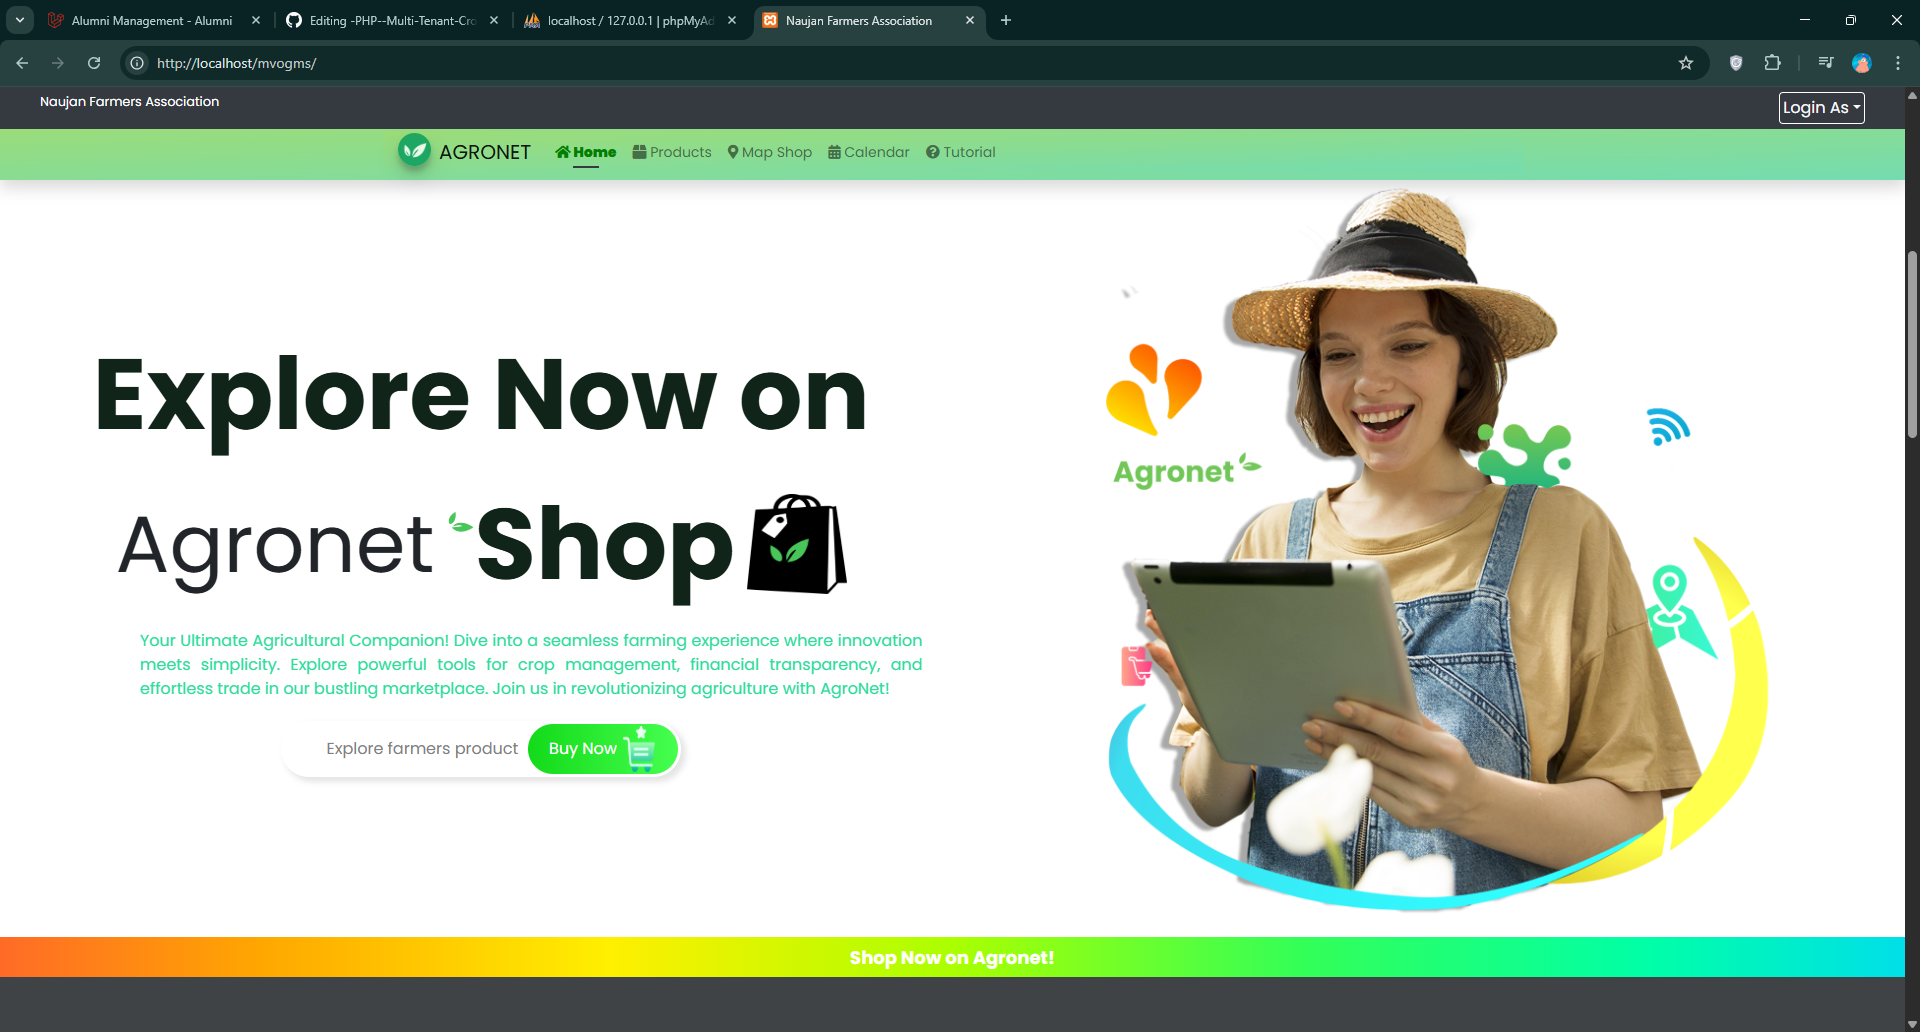 Alumni Management - Alumni
Editing -PHP--Multi-Tenant-Cro
localhost / 127.0.0.1 | phpMyAd
Naujan Farmers Association
http://localhost/mvogms/
Naujan Farmers Association
Login As
AGRONET
Home
Products
Map Shop
Calendar
Tutorial
Explore Now on
Agronet Shop
Your Ultimate Agricultural Companion! Dive into a seamless farming experience where innovation
meets simplicity. Explore powerful tools for crop management, financial transparency, and
effortless trade in our bustling marketplace. Join us in revolutionizing agriculture with AgroNet!
Explore farmers product
Buy Now
Agronet
Shop Now on Agronet!